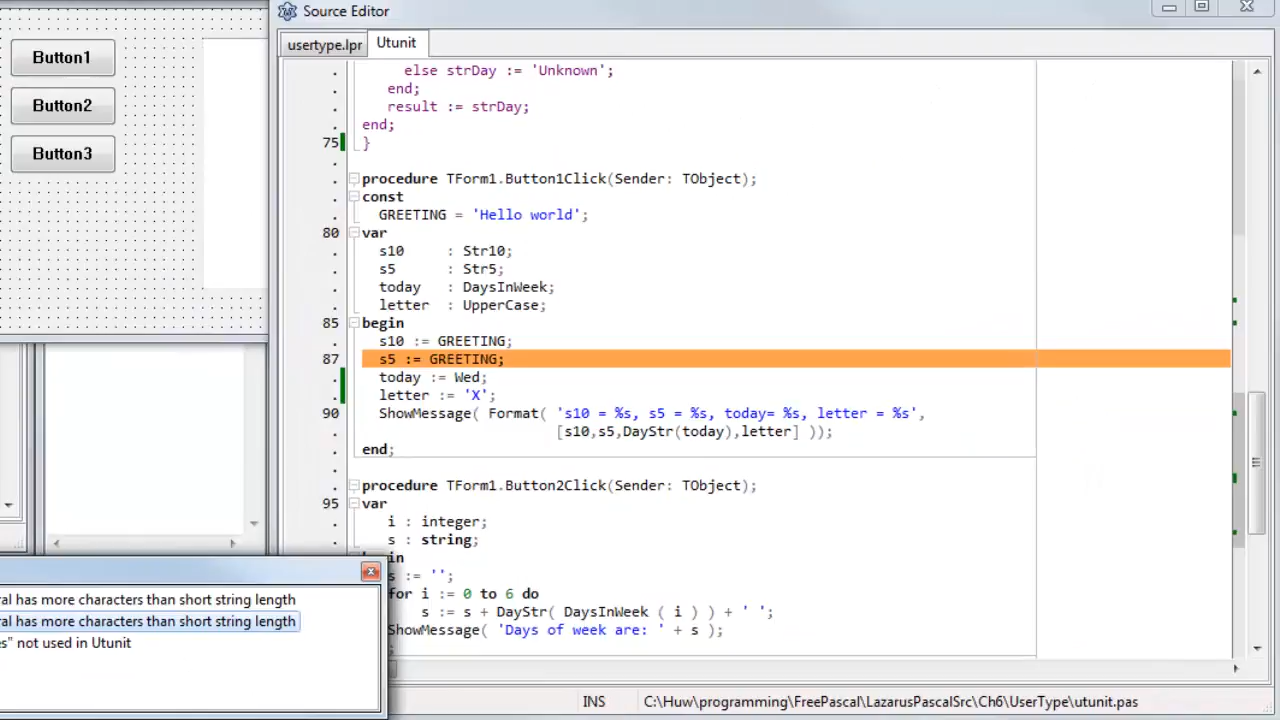 Source Editor
Button1
Button2
Button3
usertype.lpr
Utunit
else strDay := 'Unknown';
end;
result := strDay;
end;
75 }
procedure TForm1.Button1Click(Sender: TObject);
const
GREETING = 'Hello world';
80 var
s10 : Str10;
s5 : Str5;
today : DaysInWeek;
letter : UpperCase;
85 begin
s10 := GREETING;
87 s5 := GREETING;
today := Wed;
letter := 'X';
90 ShowMessage( Format( 's10 = %s, s5 = %s, today= %s, letter = %s',
[s10,s5,DayStr(today),letter] ));
end;
procedure TForm1.Button2Click(Sender: TObject);
95 var
i : integer;
s : string;
in
s := '';
for i := 0 to 6 do
s := s + DayStr( DaysInWeek ( i ) ) + ' ';
ShowMessage( 'Days of week are: ' + s );
ral has more characters than short string length
ral has more characters than short string length
es" not used in Utunit
INS
C:\Huw\programming\FreePascal\LazarusPascalSrc\Ch6\UserType\utunit.pas